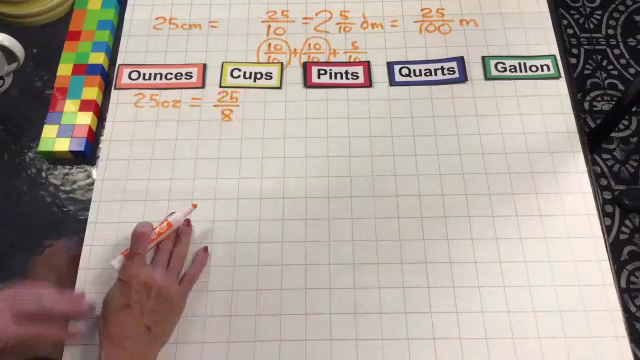 25cm = 25/10 = 2 5/10 dm = 25/100 m
10/10 + 10/10 + 5/10
Ounces Cups Pints Quarts Gallon
25oz = 25/8